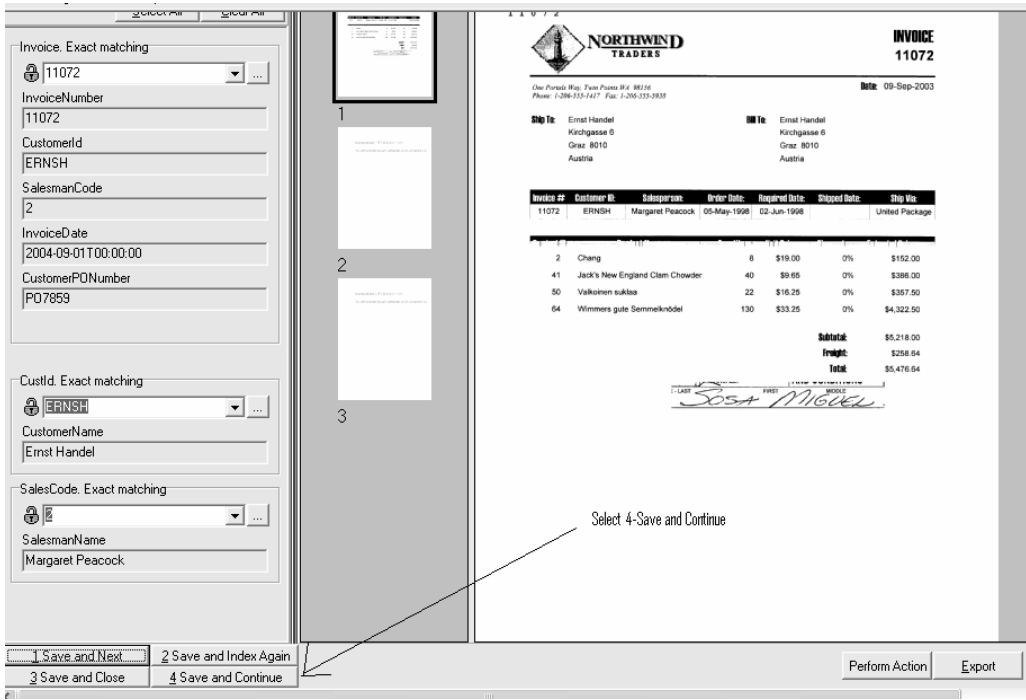 Select All Clear All
Invoice. Exact matching
11072
...
InvoiceNumber
11072
CustomerId
ERNSH
SalesmanCode
2
InvoiceDate
2004-09-01T00:00:00
CustomerPONumber
PO7859
CustId. Exact matching
ERNSH
...
CustomerName
Ernst Handel
SalesCode. Exact matching
2
...
SalesmanName
Margaret Peacock
1 Save and Next 2 Save and Index Again
3 Save and Close 4 Save and Continue
1
2
3
11072
NORTHWIND
TRADERS
INVOICE
11072
One Portals Way, Twin Points WA 98156
Phone: 1-206-555-1417 Fax: 1-206-555-5938
Date: 09-Sep-2003
Ship To: Ernst Handel
Kirchgasse 6
Graz 8010
Austria
Bill To: Ernst Handel
Kirchgasse 6
Graz 8010
Austria
Invoice # Customer ID: Salesperson: Order Date: Required Date: Shipped Date: Ship Via:
11072 ERNSH Margaret Peacock 05-May-1998 02-Jun-1998 United Package
2 Chang 8 $19.00 0% $152.00
41 Jack's New England Clam Chowder 40 $9.65 0% $386.00
50 Valkoinen suklaa 22 $16.25 0% $357.50
64 Wimmers gute Semmelknödel 130 $33.25 0% $4,322.50
Subtotal: $5,218.00
Freight: $258.64
Total: $5,476.64
AND CONDITIONS
- LAST FIRST MIDDLE
SOSA MIGUEL
Select 4-Save and Continue
Perform Action Export